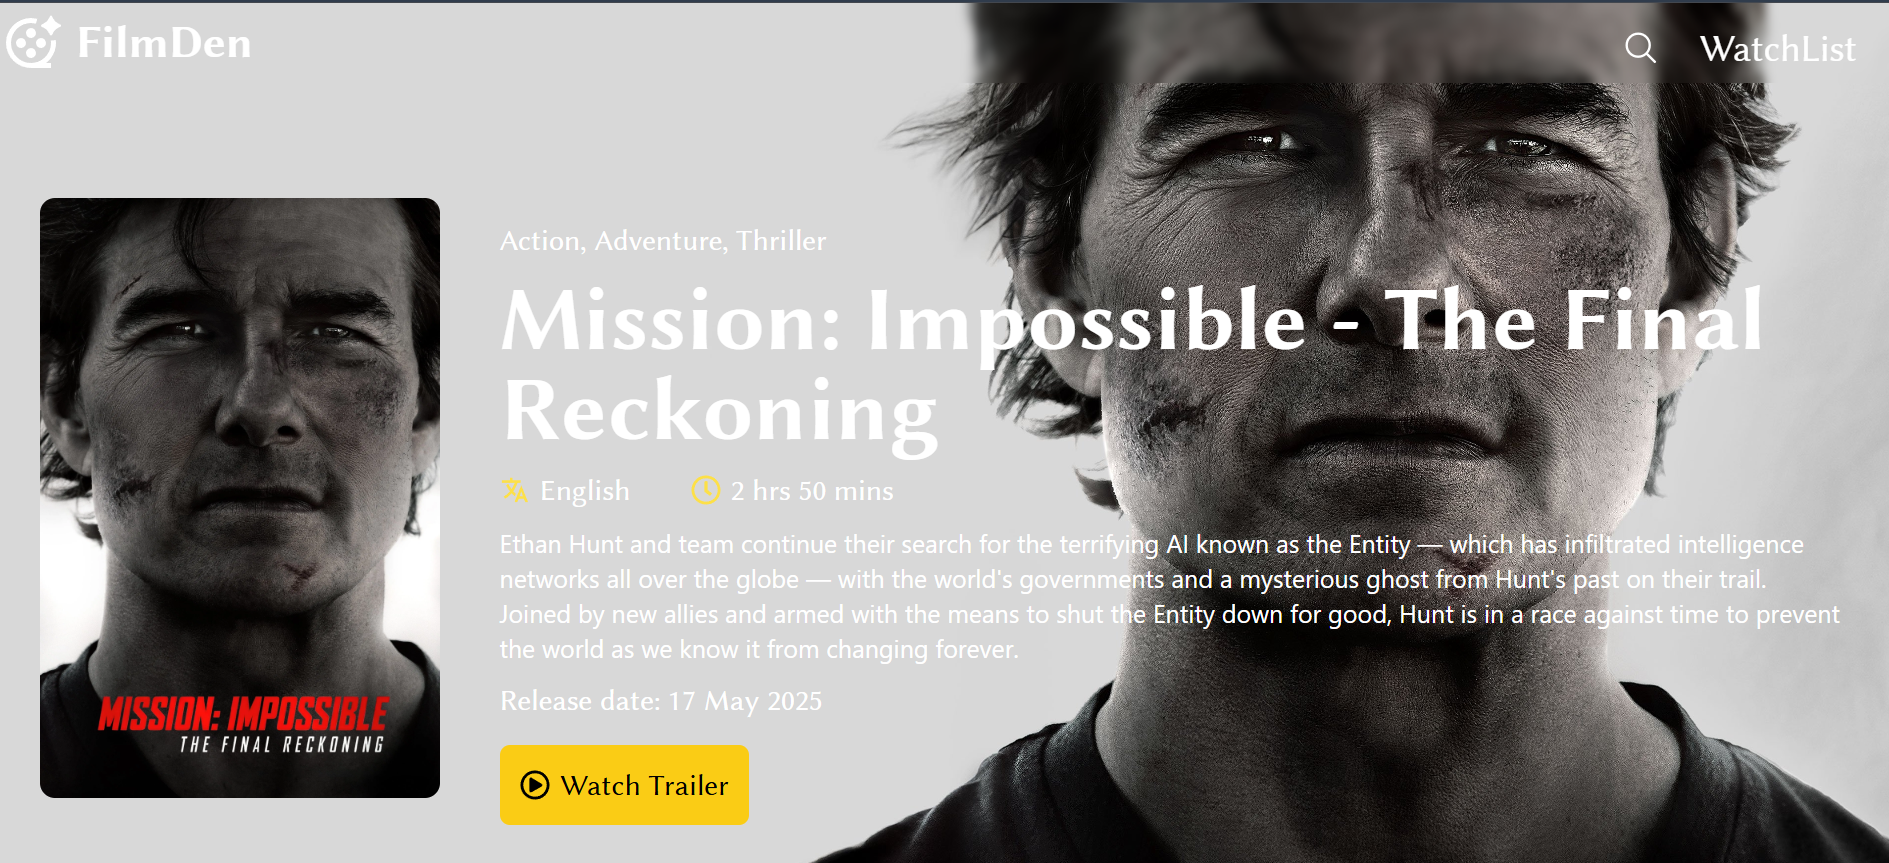 FilmDen
WatchList
Action, Adventure, Thriller
Mission: Impossible - The Final
Reckoning
English
2 hrs 50 mins
Ethan Hunt and team continue their search for the terrifying AI known as the Entity — which has infiltrated intelligence
networks all over the globe — with the world's governments and a mysterious ghost from Hunt's past on their trail.
Joined by new allies and armed with the means to shut the Entity down for good, Hunt is in a race against time to prevent
the world as we know it from changing forever.
Release date: 17 May 2025
Watch Trailer
MISSION: IMPOSSIBLE
THE FINAL RECKONING